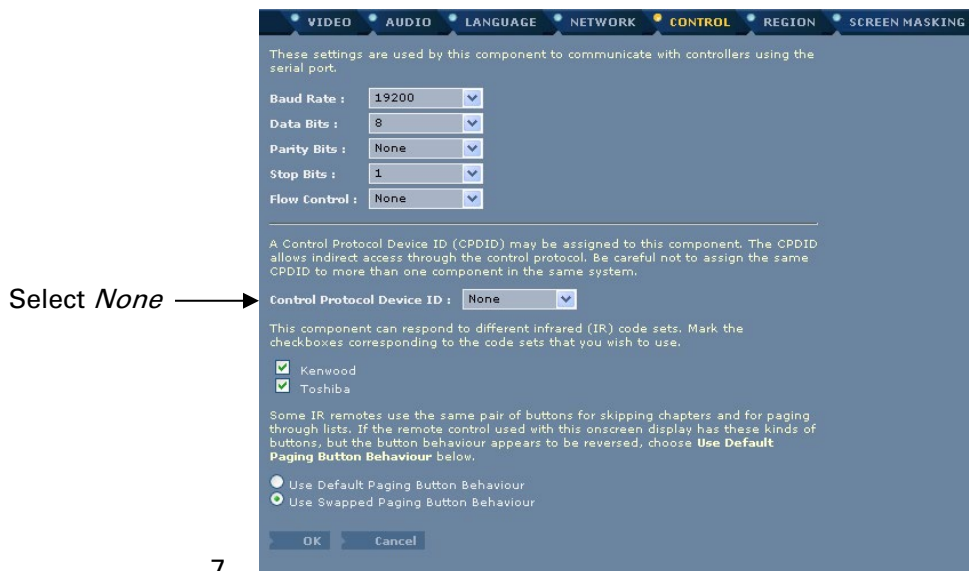 VIDEO AUDIO LANGUAGE NETWORK CONTROL REGION SCREEN MASKING
These settings are used by this component to communicate with controllers using the
serial port.
Baud Rate : 19200
Data Bits : 8
Parity Bits : None
Stop Bits : 1
Flow Control : None
A Control Protocol Device ID (CPDID) may be assigned to this component. The CPDID
allows indirect access through the control protocol. Be careful not to assign the same
CPDID to more than one component in the same system.
Select None
Control Protocol Device ID : None
This component can respond to different infrared (IR) code sets. Mark the
checkboxes corresponding to the code sets that you wish to use.
Kenwood
Toshiba
Some IR remotes use the same pair of buttons for skipping chapters and for paging
through lists. If the remote control used with this onscreen display has these kinds of
buttons, but the button behaviour appears to be reversed, choose Use Default
Paging Button Behaviour below.
Use Default Paging Button Behaviour
Use Swapped Paging Button Behaviour
OK Cancel
7